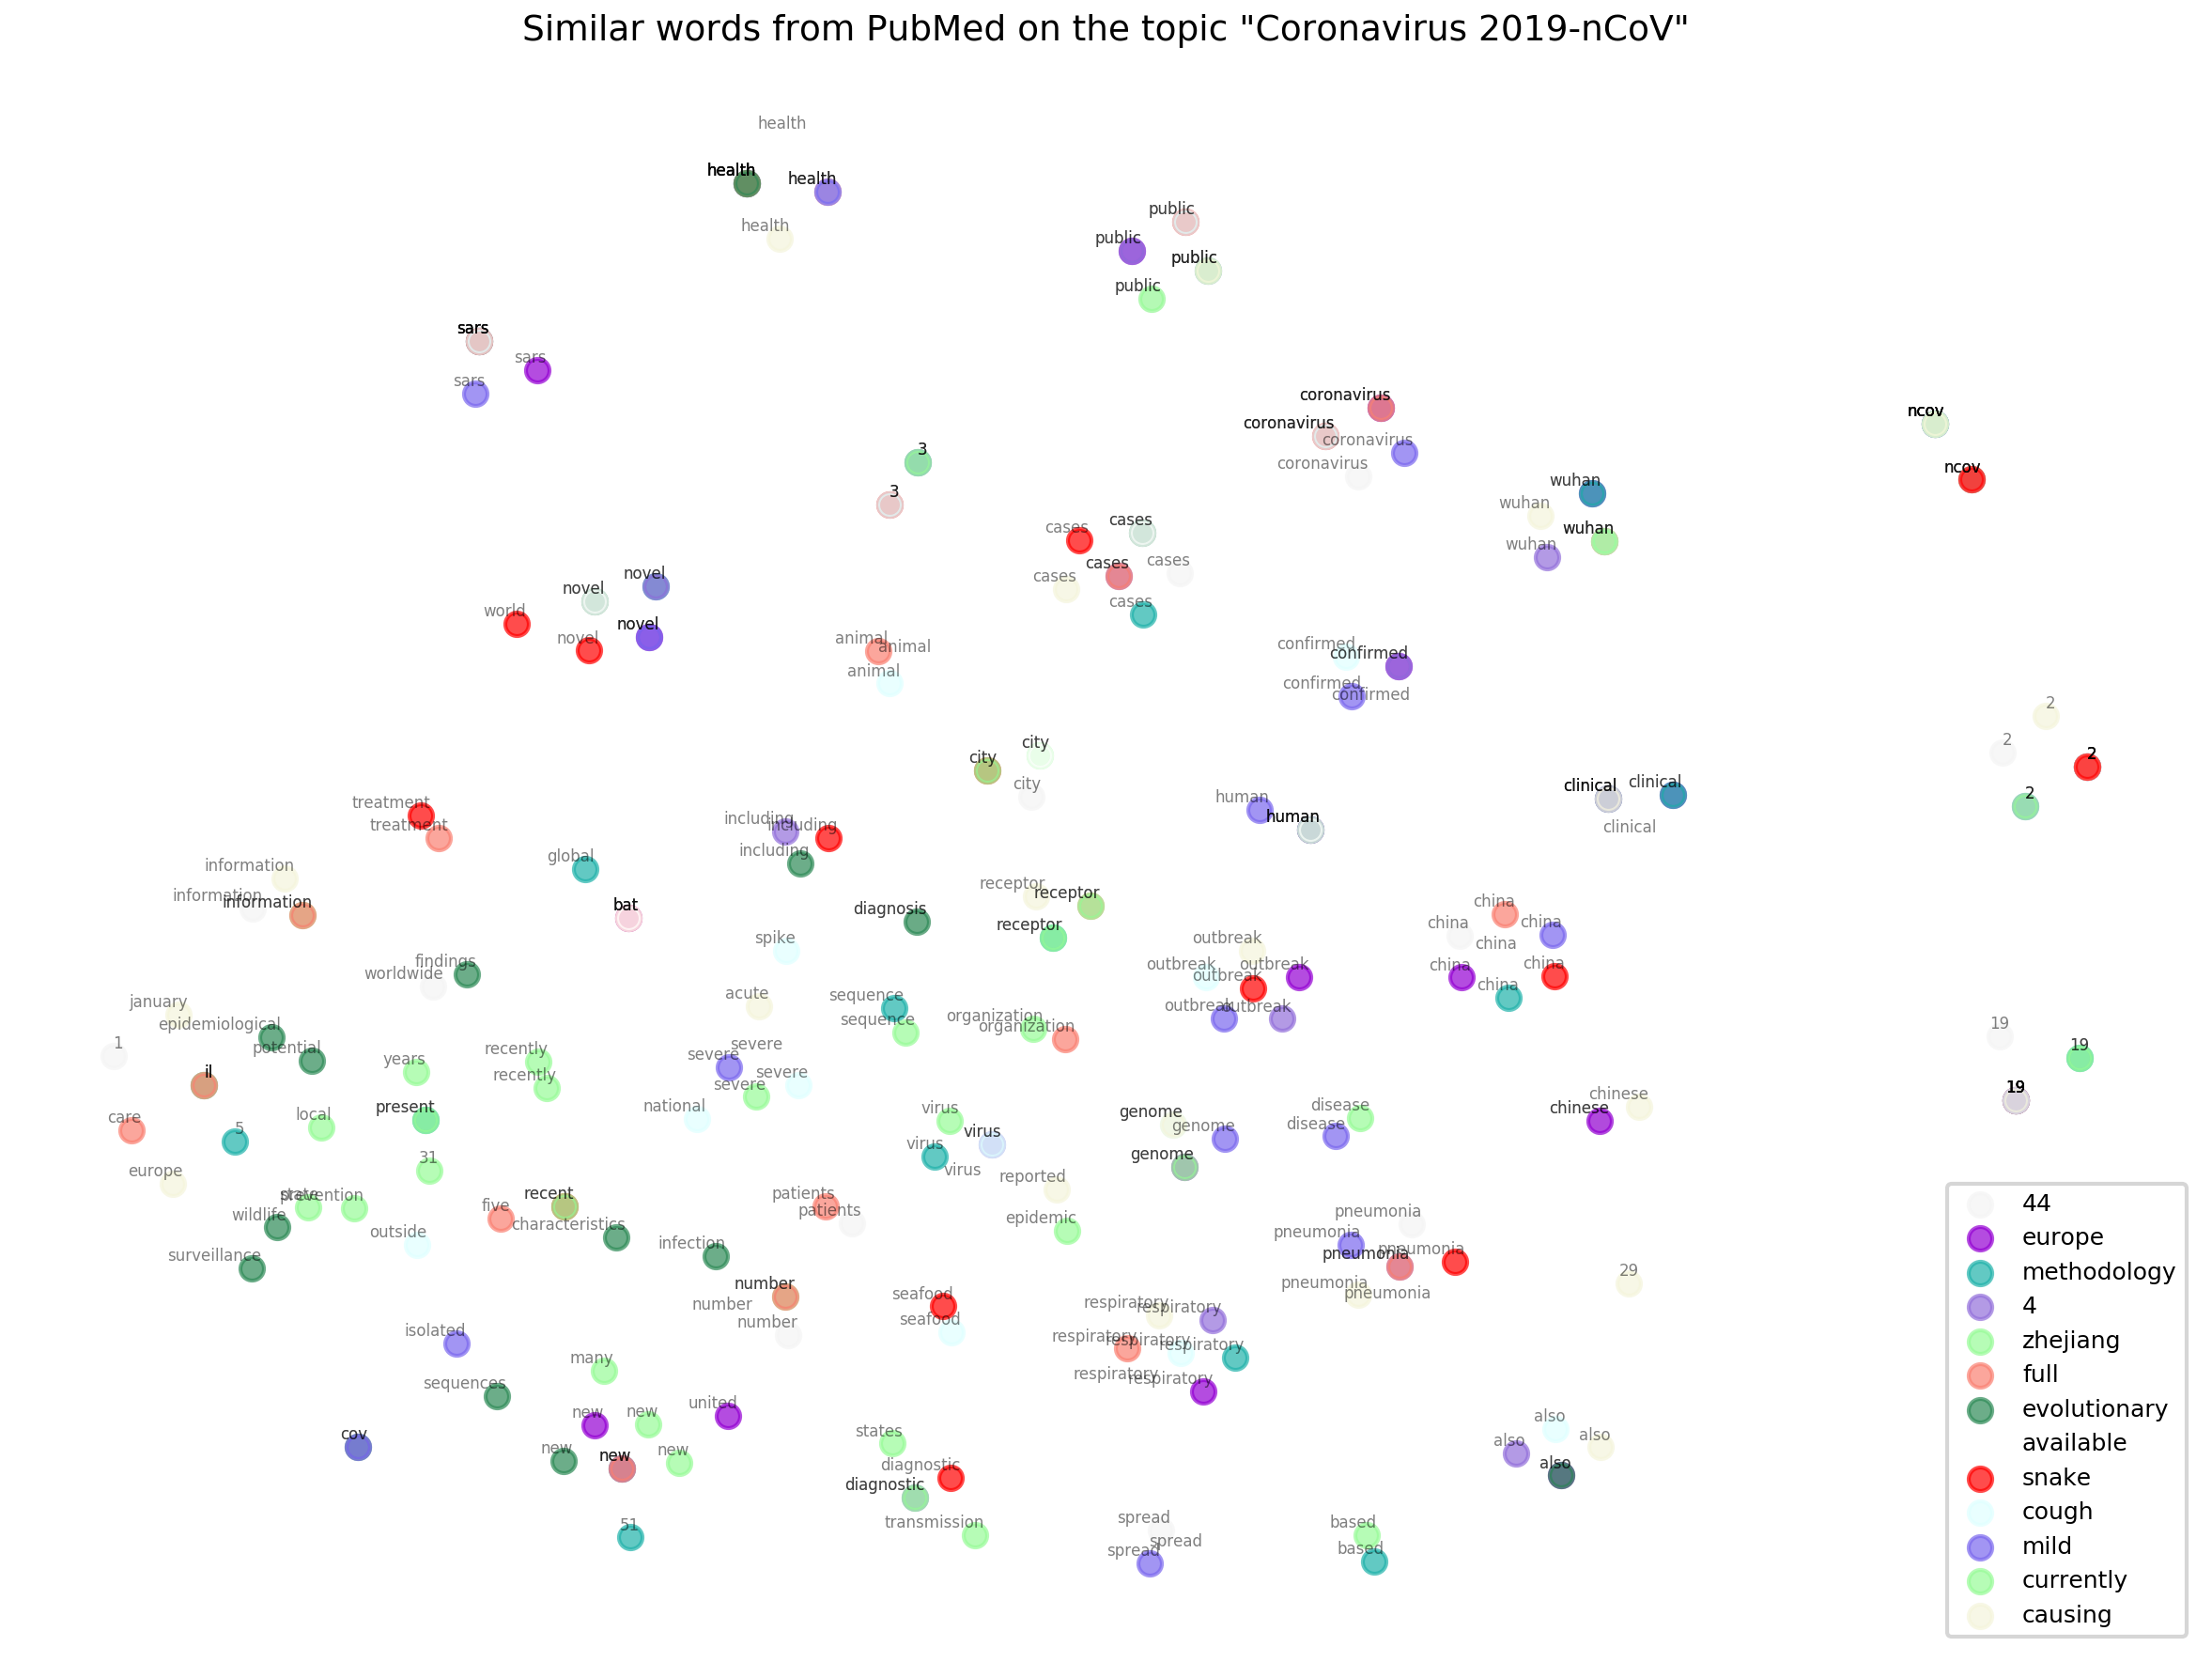 Similar words from PubMed on the topic "Coronavirus 2019-nCoV"
health
health
health
health
public
public
public
public
sars
sars
sars
coronavirus
coronavirus
coronavirus
coronavirus
ncov
ncov
3
3
wuhan
wuhan
wuhan
wuhan
cases
cases
cases
cases
cases
cases
novel
novel
novel
novel
world
animal
animal
animal
confirmed
confirmed
confirmed
confirmed
2
2
2
2
city
city
city
clinical
clinical
clinical
human
human
treatment
treatment
including
including
including
global
information
information
information
bat
receptor
receptor
receptor
diagnosis
spike
china
china
china
china
china
china
china
outbreak
outbreak
outbreak
outbreak
outbreak
outbreak
findings
worldwide
january
epidemiological
potential
acute
sequence
sequence
organization
organization
1
il
years
recently
recently
severe
severe
severe
severe
19
19
19
care
5
local
present
national
virus
virus
virus
virus
genome
genome
genome
disease
disease
chinese
chinese
europe
31
state
prevention
wildlife
surveillance
outside
five
recent
characteristics
infection
patients
patients
reported
epidemic
pneumonia
pneumonia
pneumonia
pneumonia
pneumonia
pneumonia
29
number
number
number
seafood
seafood
respiratory
respiratory
respiratory
respiratory
respiratory
respiratory
respiratory
isolated
many
sequences
united
new
new
new
new
new
cov
states
diagnostic
diagnostic
transmission
also
also
also
also
51
spread
spread
spread
based
based
44
europe
methodology
4
zhejiang
full
evolutionary
available
snake
cough
mild
currently
causing